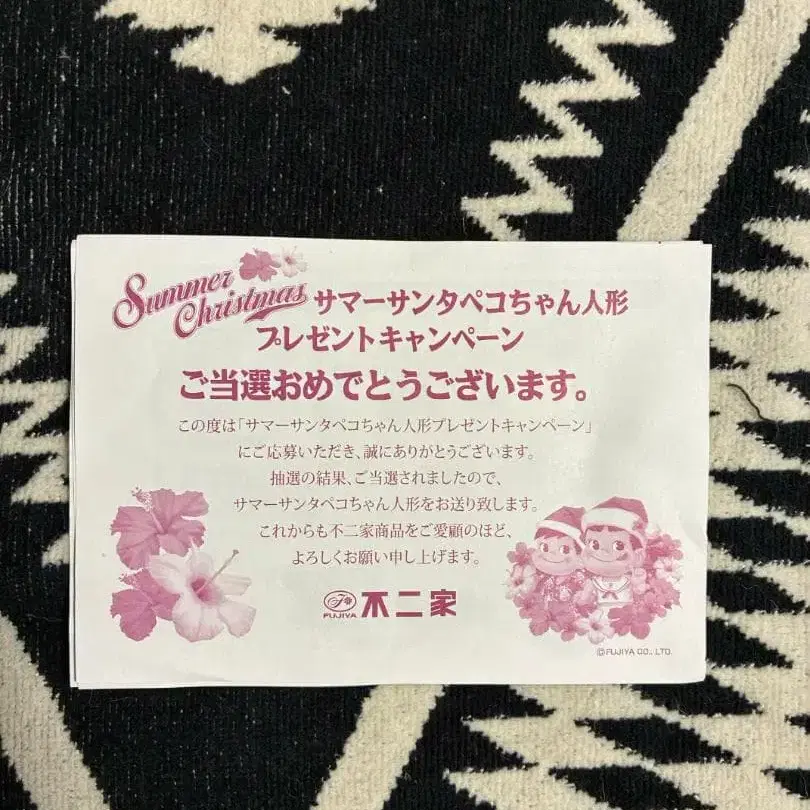 Summer
Christmas サマーサンタペコちゃん人形
プレゼントキャンペーン
ご当選おめでとうございます。
この度は「サマーサンタペコちゃん人形プレゼントキャンペーン」
にご応募いただき、誠にありがとうございます。
抽選の結果、ご当選されましたので、
サマーサンタペコちゃん人形をお送り致します。
これからも不二家商品をご愛顧のほど、
よろしくお願い申し上げます。
FUJIYA 不二家
©FUJIYA CO., LTD.